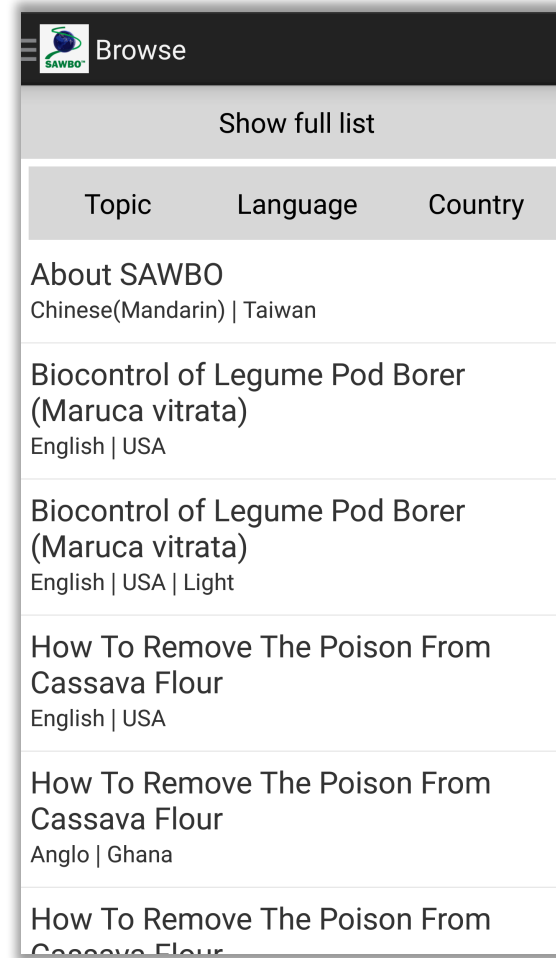 SAWBO™ Browse
Show full list
Topic Language Country
About SAWBO
Chinese(Mandarin) | Taiwan
Biocontrol of Legume Pod Borer
(Maruca vitrata)
English | USA
Biocontrol of Legume Pod Borer
(Maruca vitrata)
English | USA | Light
How To Remove The Poison From
Cassava Flour
English | USA
How To Remove The Poison From
Cassava Flour
Anglo | Ghana
How To Remove The Poison From
Cassava Flour